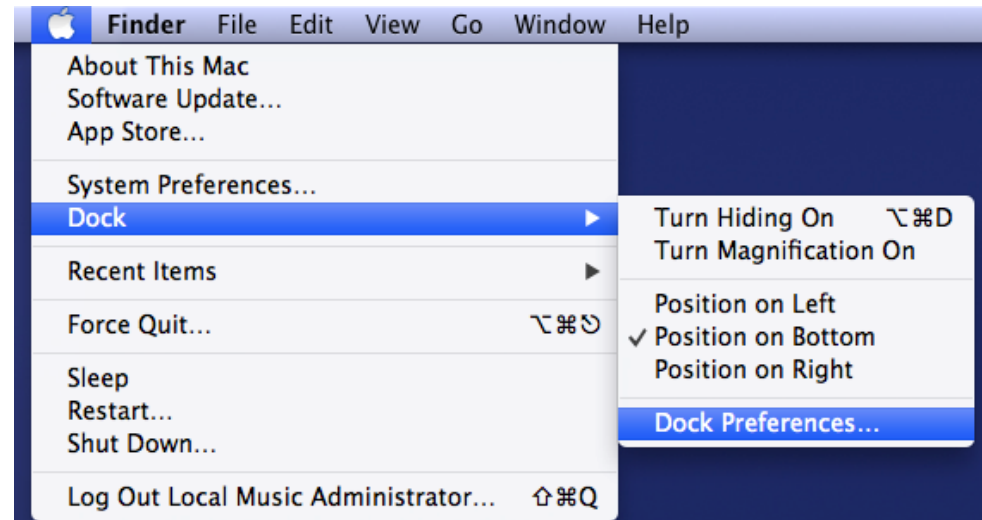 Finder File Edit View Go Window Help
About This Mac
Software Update...
App Store...
System Preferences...
Dock
Recent Items
Force Quit... ⌥⌘⎋
Sleep
Restart...
Shut Down...
Log Out Local Music Administrator... ⇧⌘Q
Turn Hiding On ⌥⌘D
Turn Magnification On
Position on Left
✓ Position on Bottom
Position on Right
Dock Preferences...